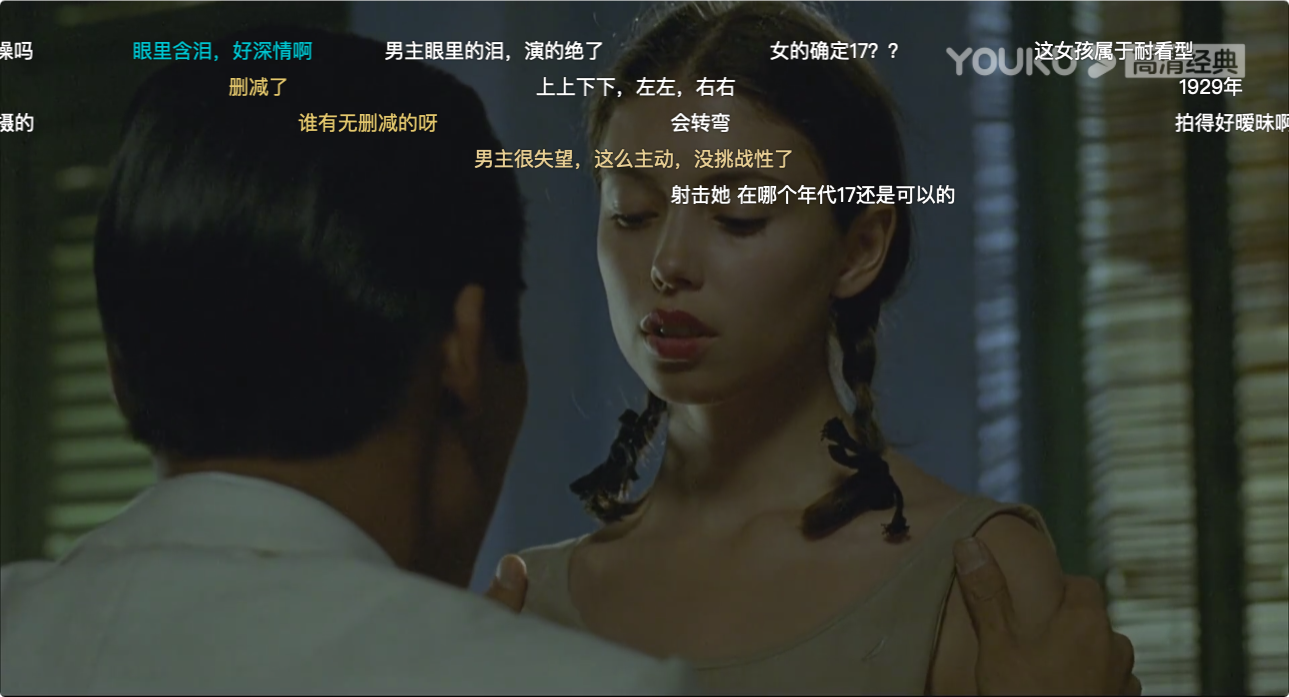 澡吗 眼里含泪，好深情啊 男主眼里的泪，演的绝了 女的确定17？？ 这女孩属于耐看型
YOUKU 高清经典
删减了 上上下下，左左，右右 1929年
摄的 谁有无删减的呀 会转弯 拍得好暧昧啊
男主很失望，这么主动，没挑战性了
射击她 在哪个年代17还是可以的